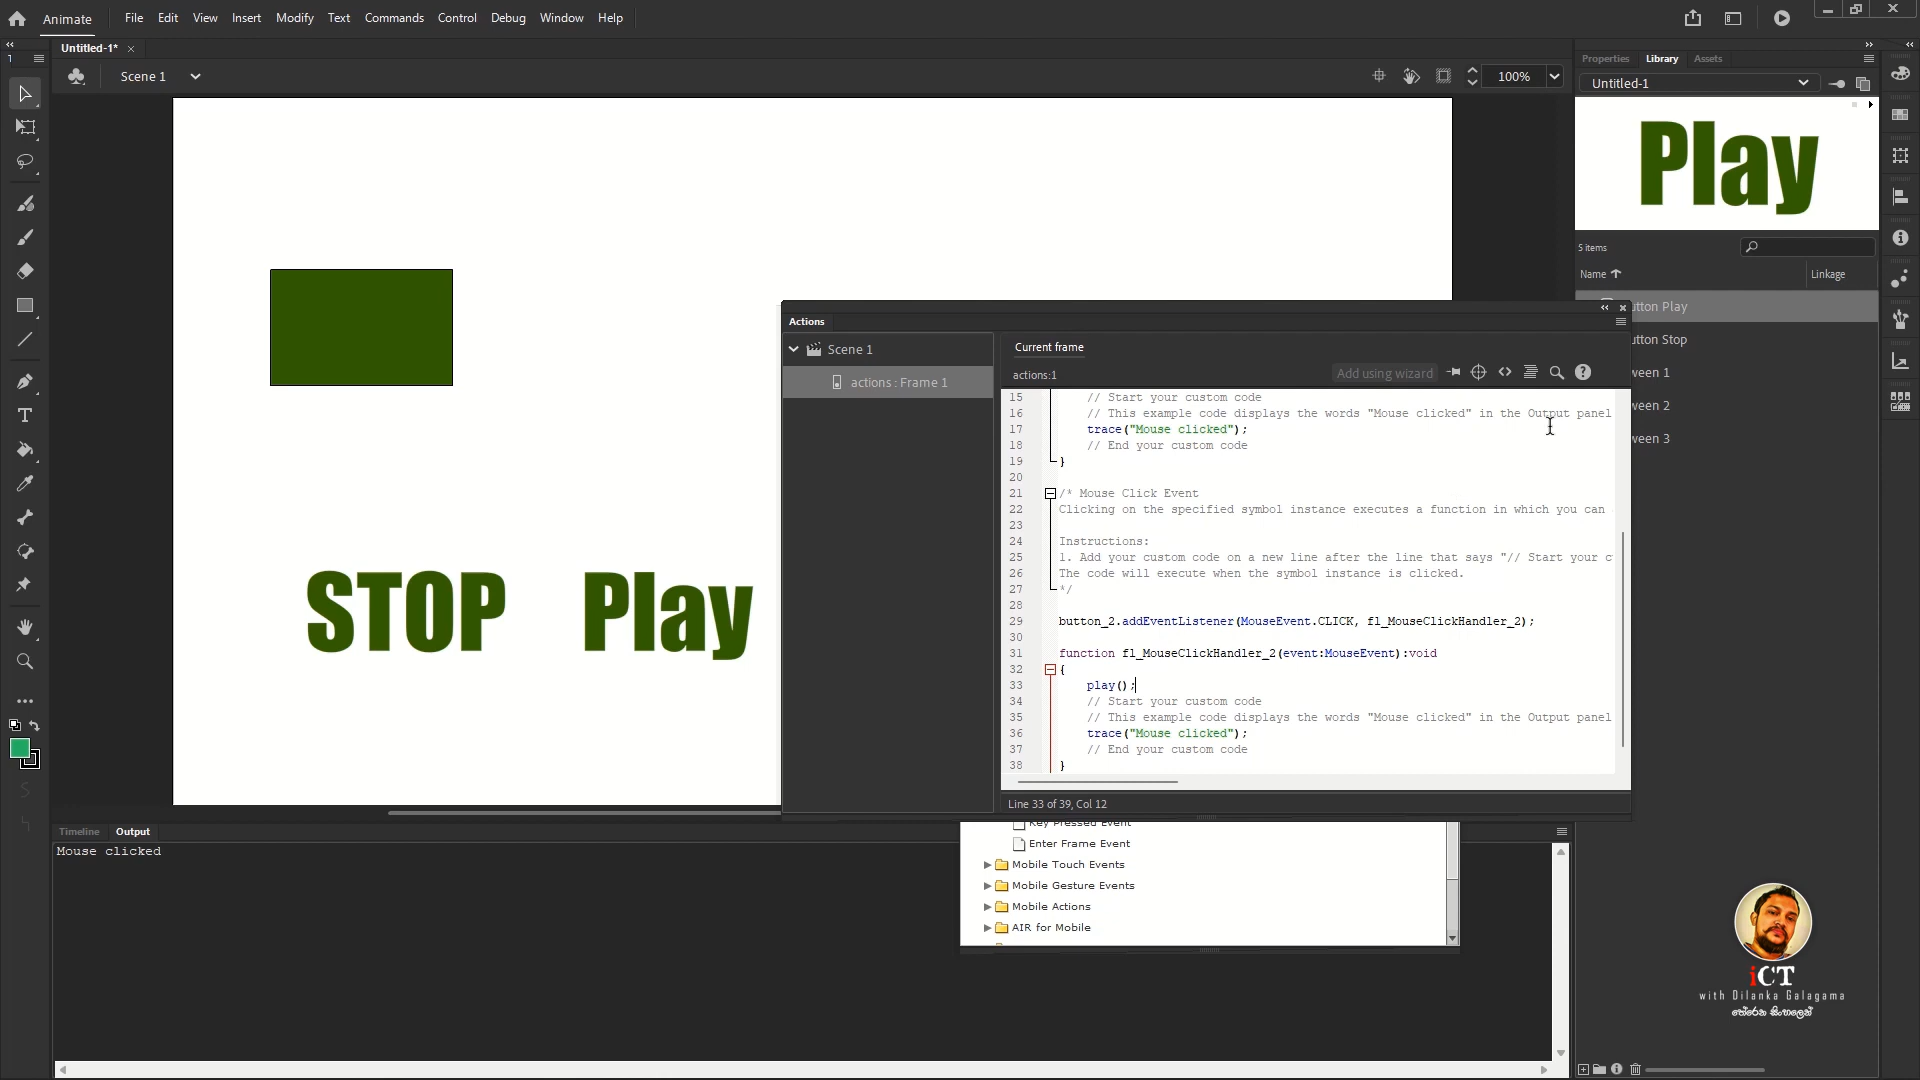 Animate File Edit View Insert Modify Text Commands Control Debug Window Help
Untitled-1*
Scene 1
100%
Properties Library Assets
Untitled-1
Play
5 items
Name Linkage
utton Play
utton Stop
ween 1
ween 2
ween 3
STOP Play
Actions
Scene 1
actions : Frame 1
Current frame
actions:1
Add using wizard
15 // Start your custom code
16 // This example code displays the words "Mouse clicked" in the Output panel
17 trace("Mouse clicked");
18 // End your custom code
19 }
20
21 /* Mouse Click Event
22 Clicking on the specified symbol instance executes a function in which you can
23
24 Instructions:
25 1. Add your custom code on a new line after the line that says "// Start your c
26 The code will execute when the symbol instance is clicked.
27 */
28
29 button_2.addEventListener(MouseEvent.CLICK, fl_MouseClickHandler_2);
30
31 function fl_MouseClickHandler_2(event:MouseEvent):void
32 {
33 play();
34 // Start your custom code
35 // This example code displays the words "Mouse clicked" in the Output panel
36 trace("Mouse clicked");
37 // End your custom code
38 }
Line 33 of 39, Col 12
Key Pressed Event
Enter Frame Event
Mobile Touch Events
Mobile Gesture Events
Mobile Actions
AIR for Mobile
Timeline Output
Mouse clicked
iCT
with Dilanka Galagama
තේරෙන සිංහලෙන්